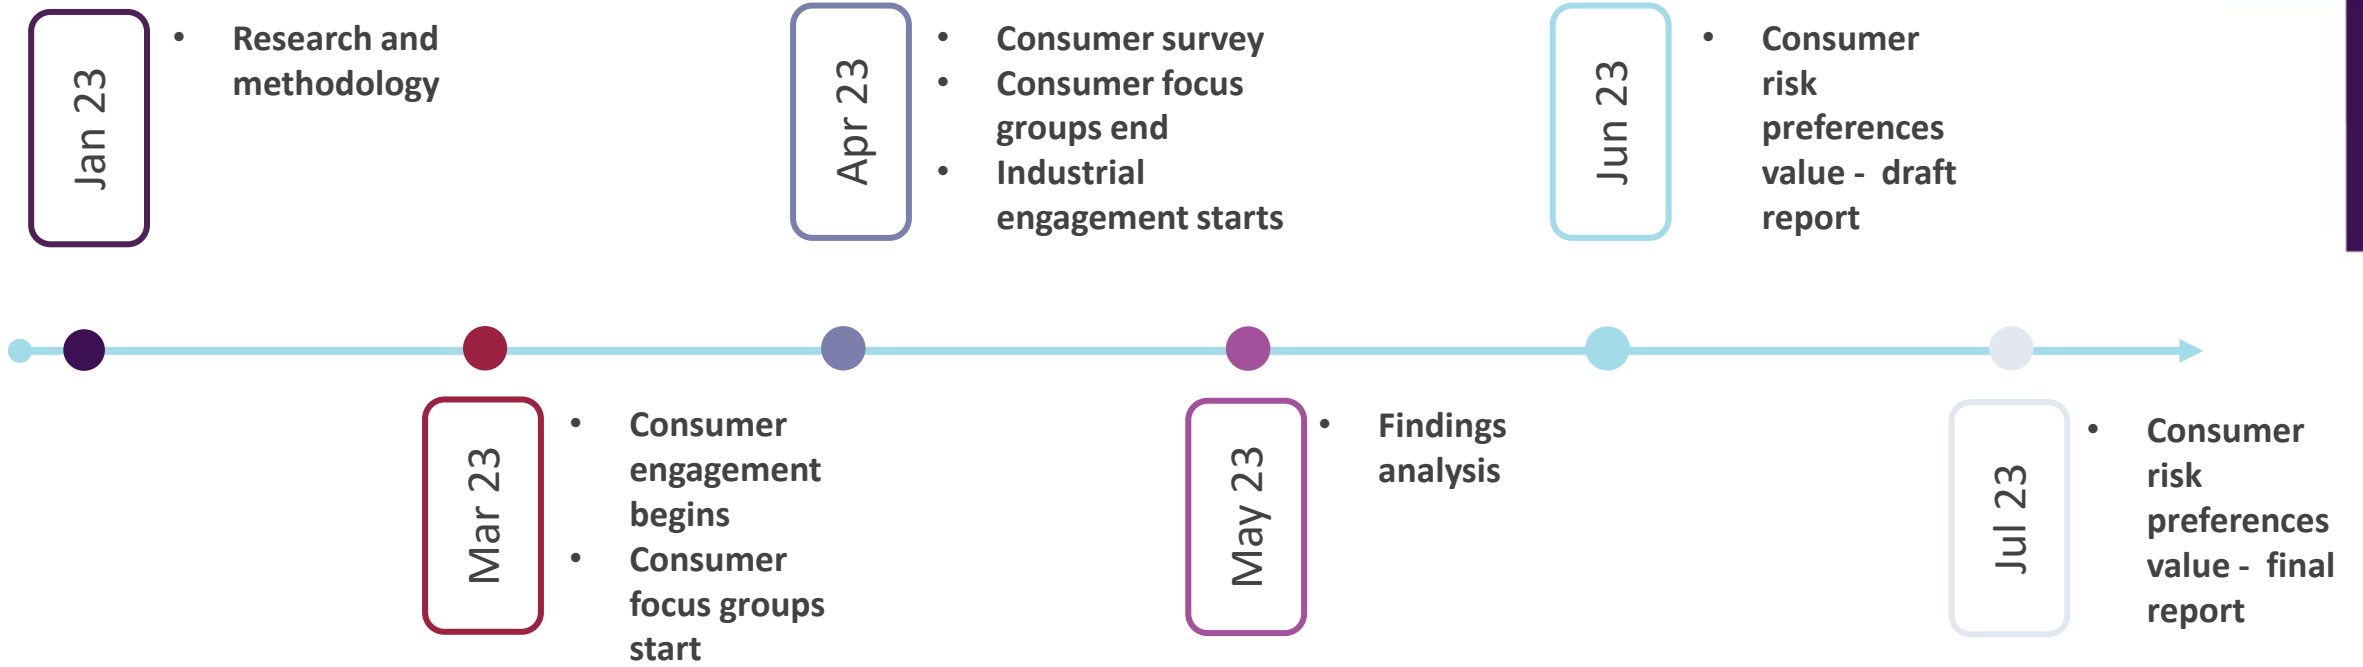 Jan 23
• Research and
methodology
Mar 23
• Consumer
engagement
begins
• Consumer
focus groups
start
Apr 23
• Consumer survey
• Consumer focus
groups end
• Industrial
engagement starts
May 23
• Findings
analysis
Jun 23
• Consumer
risk
preferences
value - draft
report
Jul 23
• Consumer
risk
preferences
value - final
report